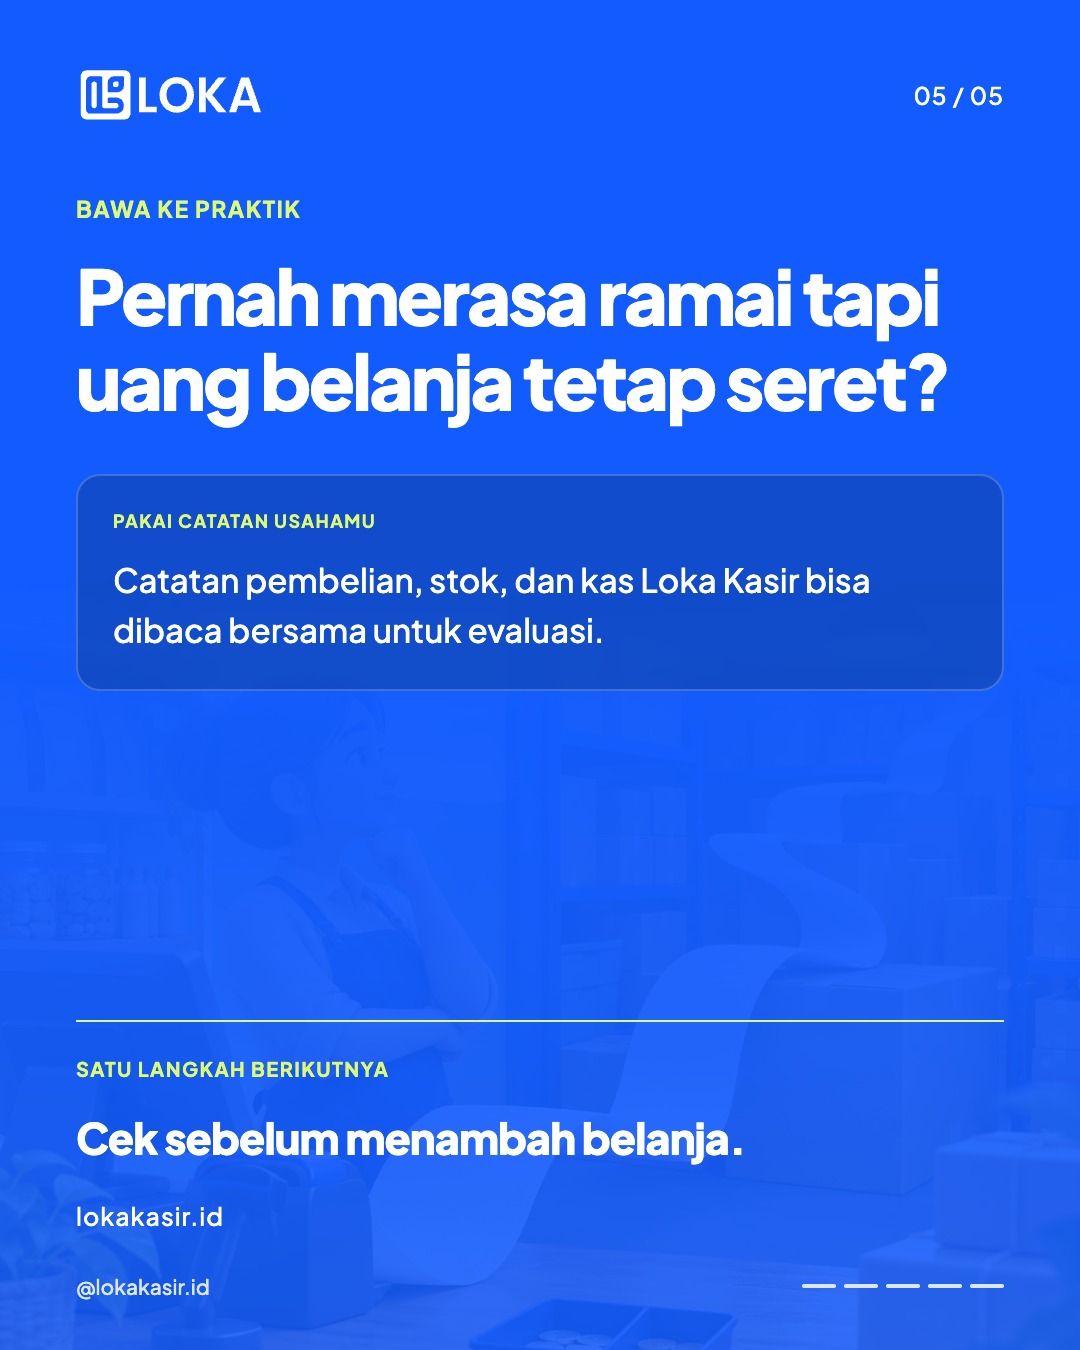 LOKA
05 / 05
BAWA KE PRAKTIK
Pernah merasa ramai tapi
uang belanja tetap seret?
PAKAI CATATAN USAHAMU
Catatan pembelian, stok, dan kas Loka Kasir bisa
dibaca bersama untuk evaluasi.
SATU LANGKAH BERIKUTNYA
Cek sebelum menambah belanja.
lokakasir.id
@lokakasir.id